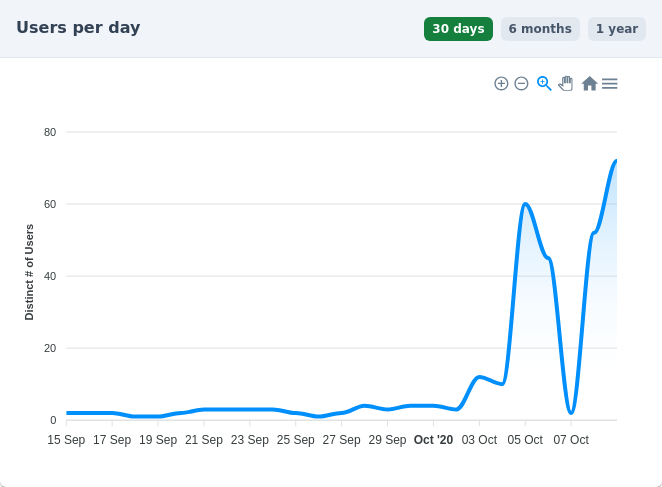 Users per day
30 days 6 months 1 year
80
60
40
20
0
Distinct # of Users
15 Sep 17 Sep 19 Sep 21 Sep 23 Sep 25 Sep 27 Sep 29 Sep Oct '20 03 Oct 05 Oct 07 Oct